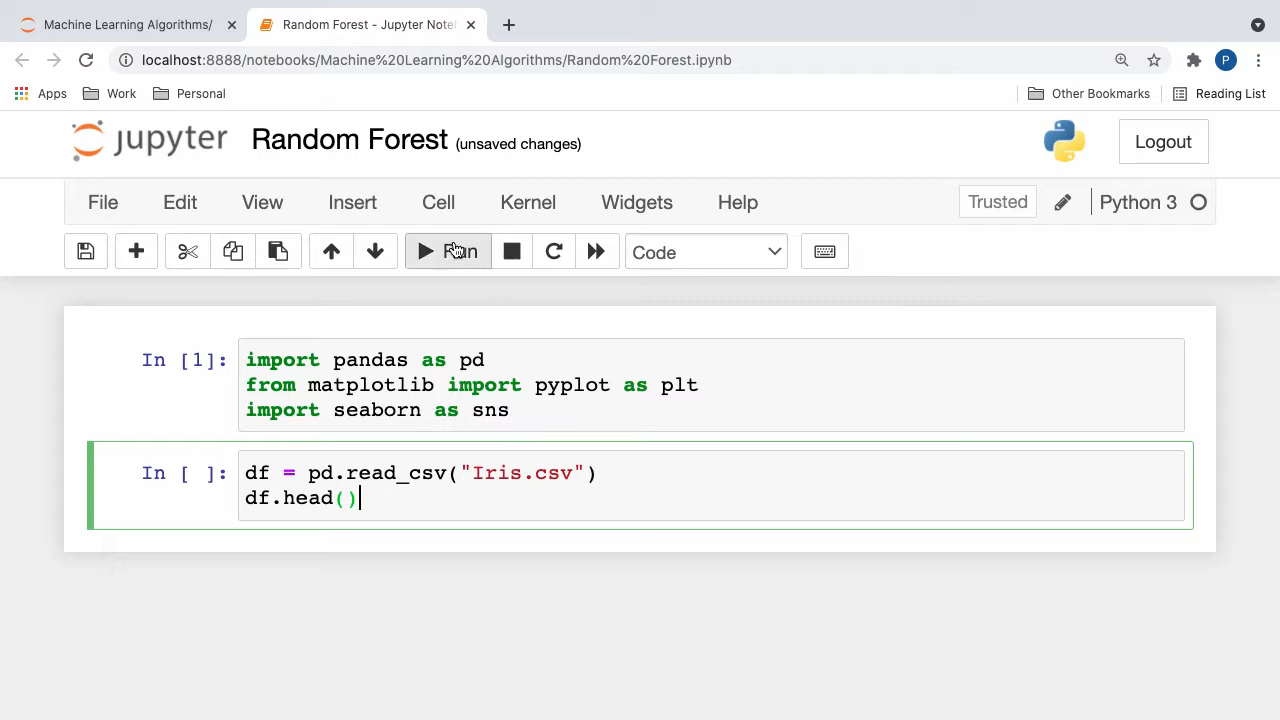 Machine Learning Algorithms/
Random Forest - Jupyter Note
localhost:8888/notebooks/Machine%20Learning%20Algorithms/Random%20Forest.ipynb
P
Apps Work Personal Other Bookmarks Reading List
jupyter Random Forest (unsaved changes) Logout
File Edit View Insert Cell Kernel Widgets Help Trusted Python 3
Run Code
In [1]: import pandas as pd
from matplotlib import pyplot as plt
import seaborn as sns
In [ ]: df = pd.read_csv("Iris.csv")
df.head()